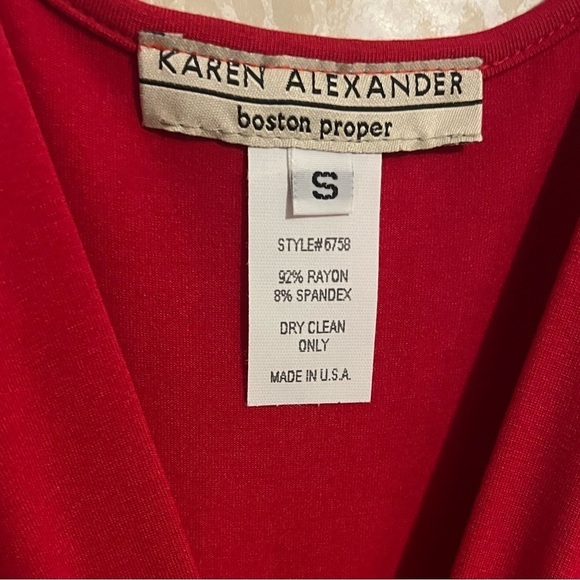 KAREN ALEXANDER
boston proper
S
STYLE#6758
92% RAYON
8% SPANDEX
DRY CLEAN
ONLY
MADE IN U.S.A.